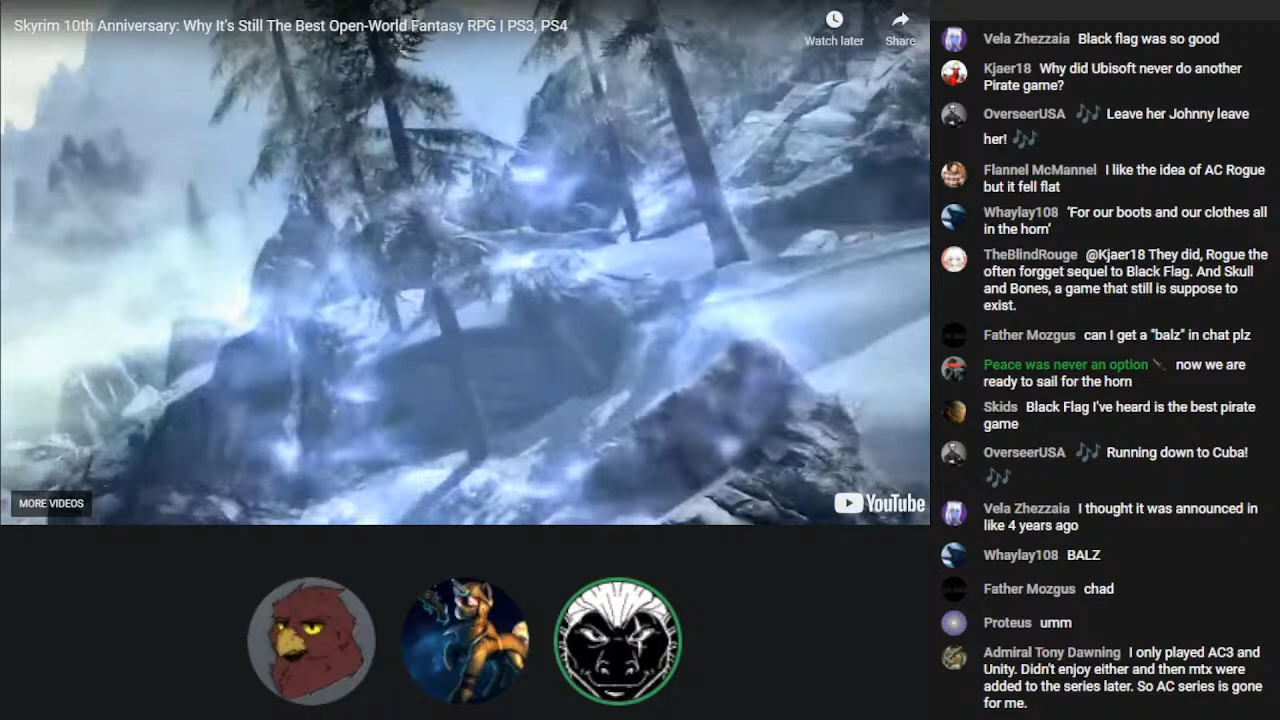 Skyrim 10th Anniversary: Why It's Still The Best Open-World Fantasy RPG | PS3, PS4
Watch later
Share
MORE VIDEOS
YouTube
Vela Zhezzaia Black flag was so good
Kjaer18 Why did Ubisoft never do another
Pirate game?
OverseerUSA 🎶 Leave her Johnny leave
her! 🎶
Flannel McMannel I like the idea of AC Rogue
but it fell flat
Whaylay108 ‘For our boots and our clothes all
in the horn’
TheBlindRouge @Kjaer18 They did, Rogue the
often forgget sequel to Black Flag. And Skull
and Bones, a game that still is suppose to
exist.
Father Mozgus can I get a "balz" in chat plz
Peace was never an option now we are
ready to sail for the horn
Skids Black Flag I've heard is the best pirate
game
OverseerUSA 🎶 Running down to Cuba!
🎶
Vela Zhezzaia I thought it was announced in
like 4 years ago
Whaylay108 BALZ
Father Mozgus chad
Proteus umm
Admiral Tony Dawning I only played AC3 and
Unity. Didn't enjoy either and then mtx were
added to the series later. So AC series is gone
for me.